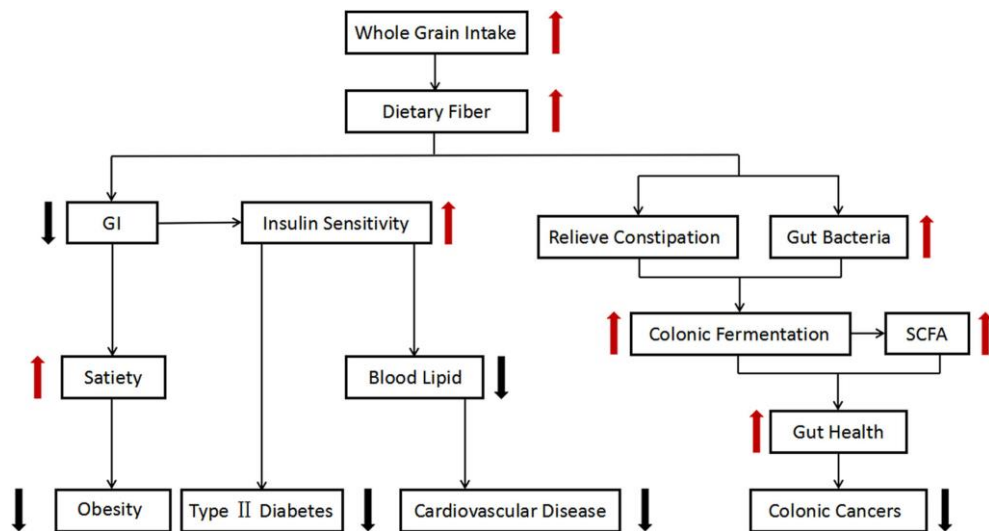 Whole Grain Intake
Dietary Fiber
GI
Insulin Sensitivity
Relieve Constipation
Gut Bacteria
Colonic Fermentation
SCFA
Satiety
Blood Lipid
Gut Health
Obesity
Type Ⅱ Diabetes
Cardiovascular Disease
Colonic Cancers